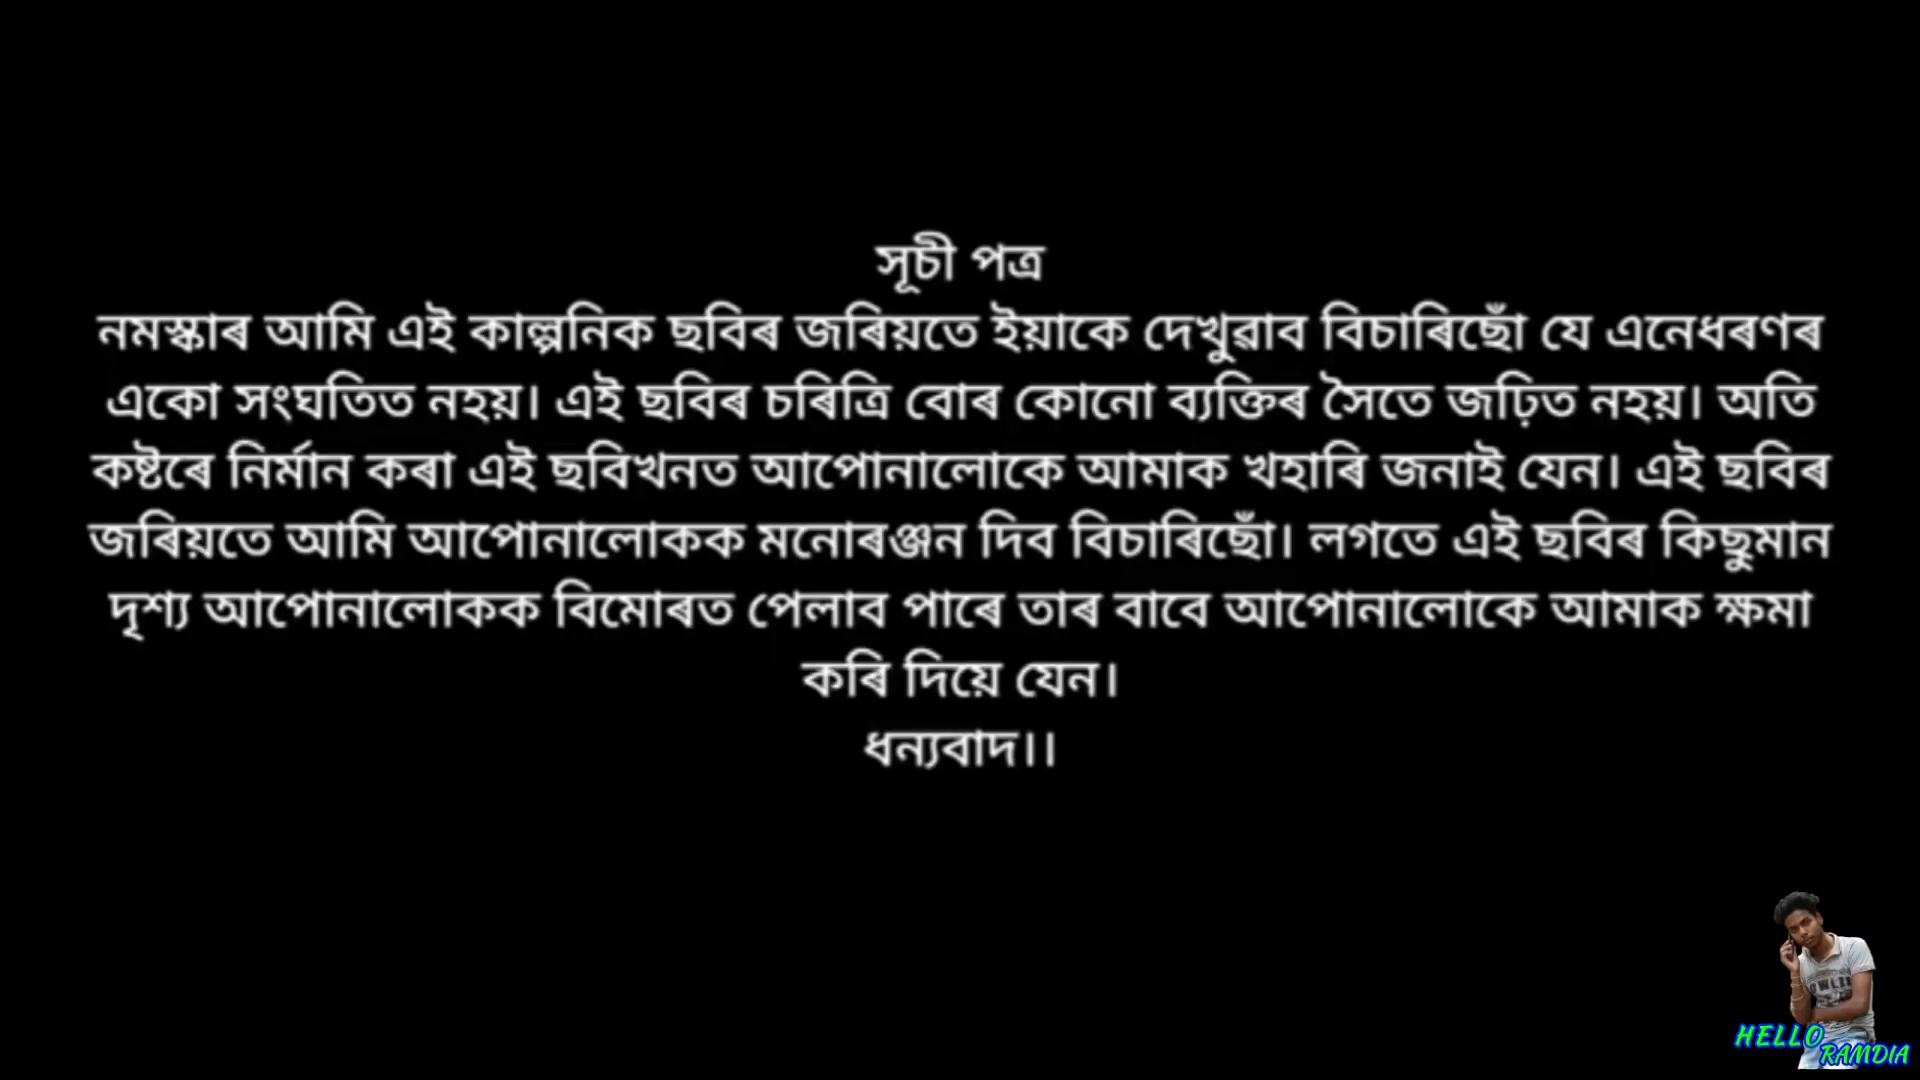 সূচী পত্ৰ
নমস্কাৰ আমি এই কাল্পনিক ছবিৰ জৰিয়তে ইয়াকে দেখুৱাব বিচাৰিছোঁ যে এনেধৰণৰ
একো সংঘতিত নহয়। এই ছবিৰ চৰিত্ৰি বোৰ কোনো ব্যক্তিৰ সৈতে জঢ়িত নহয়। অতি
কষ্টৰে নিৰ্মান কৰা এই ছবিখনত আপোনালোকে আমাক খহাৰি জনাই যেন। এই ছবিৰ
জৰিয়তে আমি আপোনালোকক মনোৰঞ্জন দিব বিচাৰিছোঁ। লগতে এই ছবিৰ কিছুমান
দৃশ্য আপোনালোকক বিমোৰত পেলাব পাৰে তাৰ বাবে আপোনালোকে আমাক ক্ষমা
কৰি দিয়ে যেন।
ধন্যবাদ।।
HELLO
RAMDIA